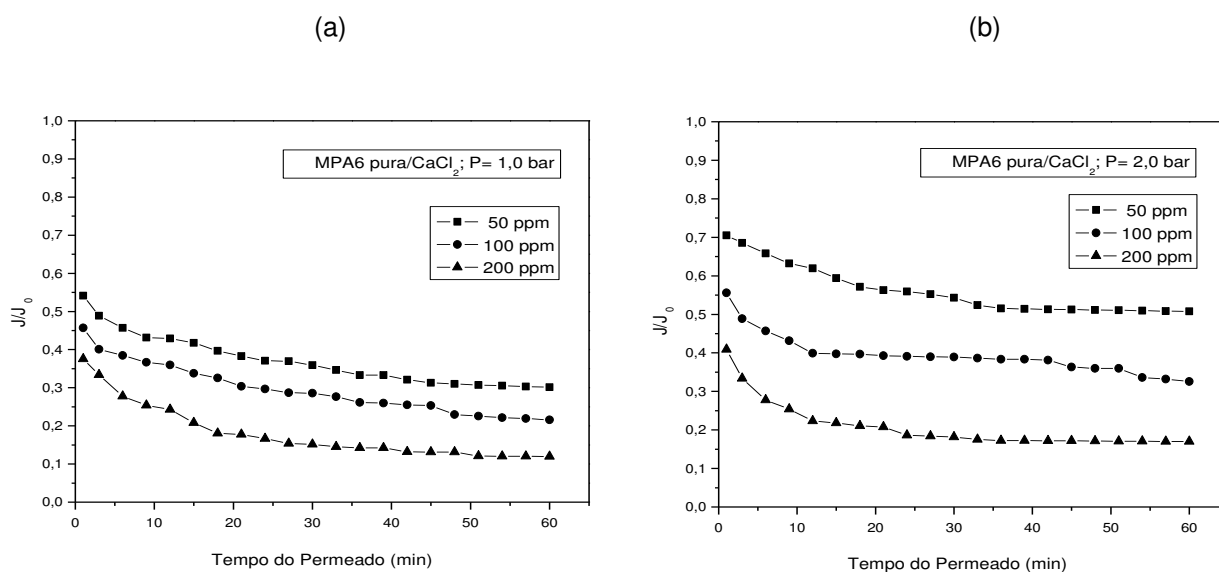 (a)
(b)
1,0
0,9
0,8
0,7
0,6
0,5
0,4
0,3
0,2
0,1
0,0
J/J0
MPA6 pura/CaCl2; P= 1,0 bar
50 ppm
100 ppm
200 ppm
0 10 20 30 40 50 60
Tempo do Permeado (min)
1,0
0,9
0,8
0,7
0,6
0,5
0,4
0,3
0,2
0,1
0,0
J/J0
MPA6 pura/CaCl2; P= 2,0 bar
50 ppm
100 ppm
200 ppm
0 10 20 30 40 50 60
Tempo do Permeado (min)